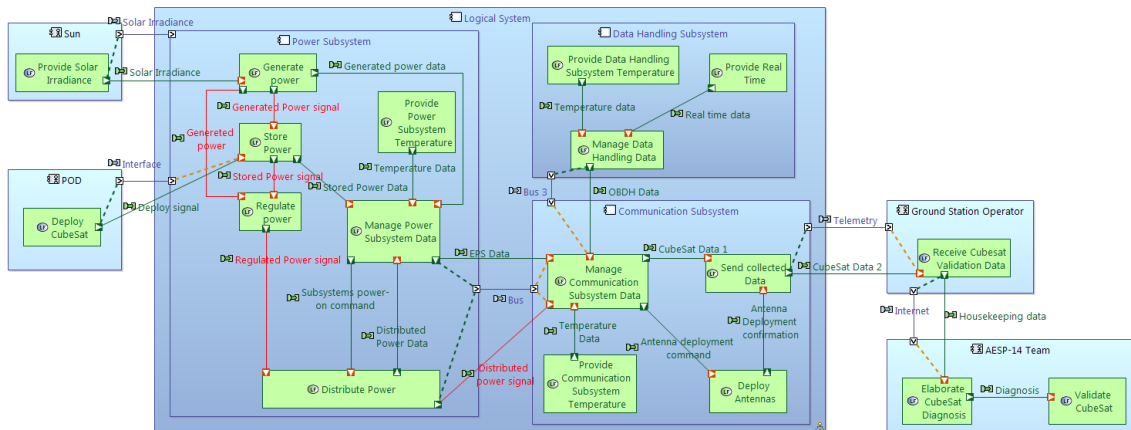 Solar Irradiance
Logical System
Sun
Power Subsystem
Data Handling Subsystem
Provide Solar
Irradiance
Solar Irradiance
Generate
power
Generated power data
Provide Data Handling
Subsystem Temperature
Provide Real
Time
Generated Power signal
Provide
Power
Subsystem
Temperature
Temperature data
Real time data
Genereted
power
Store
Power
Manage Data
Handling Data
Interface
Stored Power signal
Temperature Data
POD
Stored Power Data
Bus 3
OBDH Data
Deploy signal
Deploy
CubeSat
Regulate
power
Manage Power
Subsystem Data
Communication Subsystem
Telemetry
Ground Station Operator
Regulated Power signal
EPS Data
CubeSat Data 1
Receive Cubesat
Validation Data
Manage
Communication
Subsystem Data
Send collected
Data
CubeSat Data 2
Subsystems power-
on command
Bus
Internet
Housekeeping data
Distributed
Power Data
Temperature
Data
Antenna deployment
command
Antenna
Deployment
confirmation
AESP-14 Team
Distribute Power
Distributed
power signal
Provide
Communication
Subsystem
Temperature
Deploy
Antennas
Elaborate
CubeSat
Diagnosis
Diagnosis
Validate
CubeSat